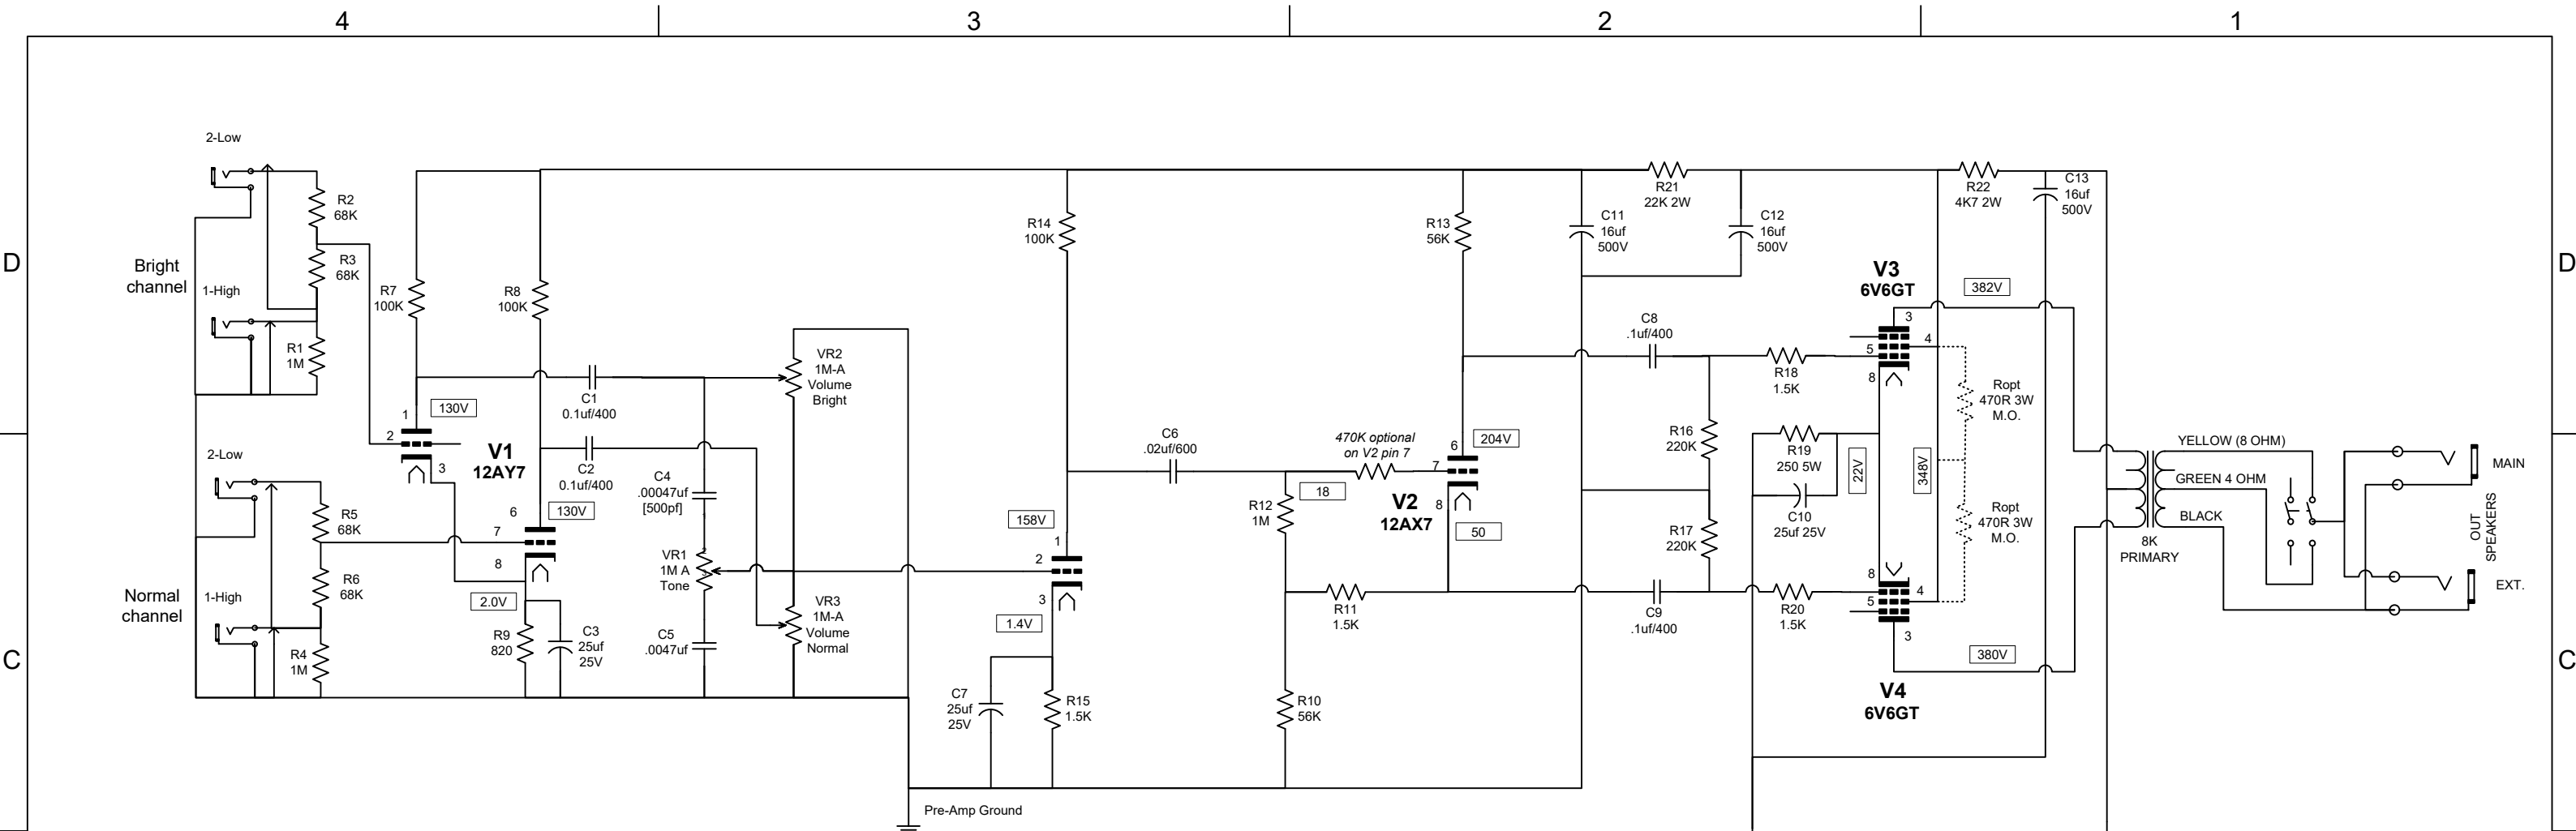 4
3
2
1
D
D
C
C
2-Low
R2
68K
R3
68K
Bright
channel
1-High
R1
1M
R7
100K
R8
100K
1
130V
2
3
V1
12AY7
2-Low
R5
68K
R6
68K
Normal
channel
1-High
R4
1M
6
130V
7
8
2.0V
R9
820
C3
25uf
25V
C1
0.1uf/400
C2
0.1uf/400
C4
.00047uf
[500pf]
VR1
1M A
Tone
C5
.0047uf
VR2
1M-A
Volume
Bright
VR3
1M-A
Volume
Normal
R14
100K
158V
1
2
3
1.4V
C7
25uf
25V
R15
1.5K
Pre-Amp Ground
C6
.02uf/600
R12
1M
18
470K optional
on V2 pin 7
R11
1.5K
R10
56K
R13
56K
6
204V
7
V2
12AX7
8
50
C11
16uf
500V
R21
22K 2W
C12
16uf
500V
C8
.1uf/400
R18
1.5K
R16
220K
R17
220K
R19
250 5W
C10
25uf 25V
C9
.1uf/400
R20
1.5K
V3
6V6GT
3
4
5
8
22V
348V
8
4
5
3
V4
6V6GT
R22
4K7 2W
C13
16uf
500V
382V
Ropt
470R 3W
M.O.
Ropt
470R 3W
M.O.
380V
8K
PRIMARY
YELLOW (8 OHM)
GREEN 4 OHM
BLACK
MAIN
OUT
SPEAKERS
EXT.